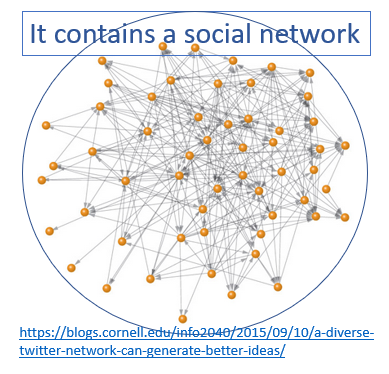 It contains a social network
https://blogs.cornell.edu/info2040/2015/09/10/a-diverse-
twitter-network-can-generate-better-ideas/